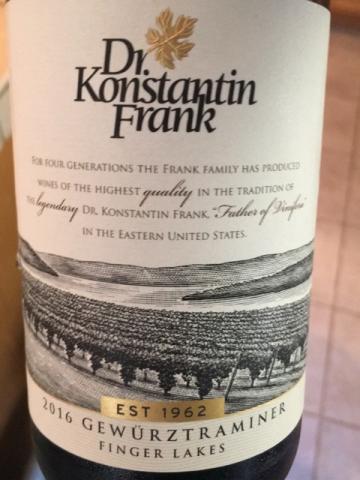 Dr
Konstantin
Frank
FOR FOUR GENERATIONS THE FRANK FAMILY HAS PRODUCED
WINES OF THE HIGHEST quality IN THE TRADITION OF
THE legendary DR. KONSTANTIN FRANK, "Father of Vinifera"
IN THE EASTERN UNITED STATES.
EST 1962
2016 GEWÜRZTRAMINER
FINGER LAKES